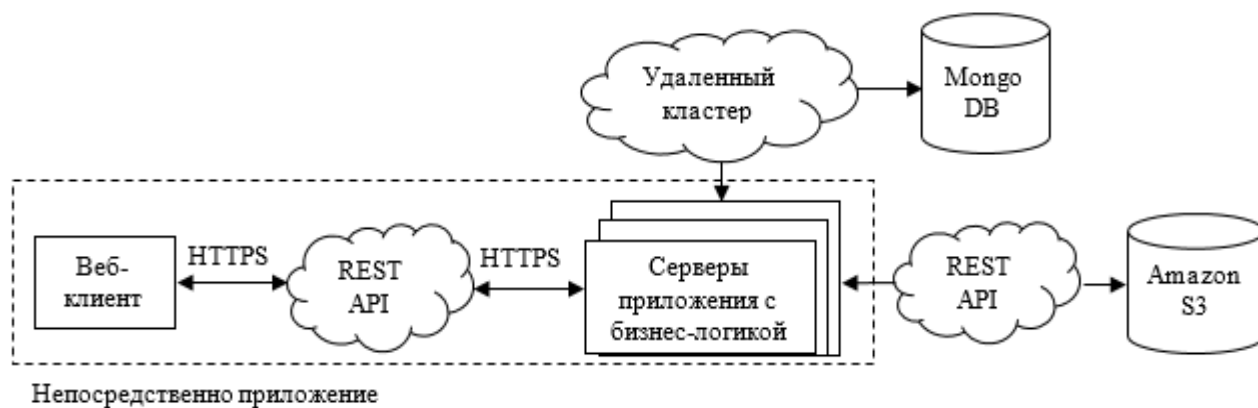 Удаленный
кластер
Mongo
DB
Веб-
клиент
HTTPS
REST
API
HTTPS
Серверы
приложения с
бизнес-логикой
REST
API
Amazon
S3
Непосредственно приложение